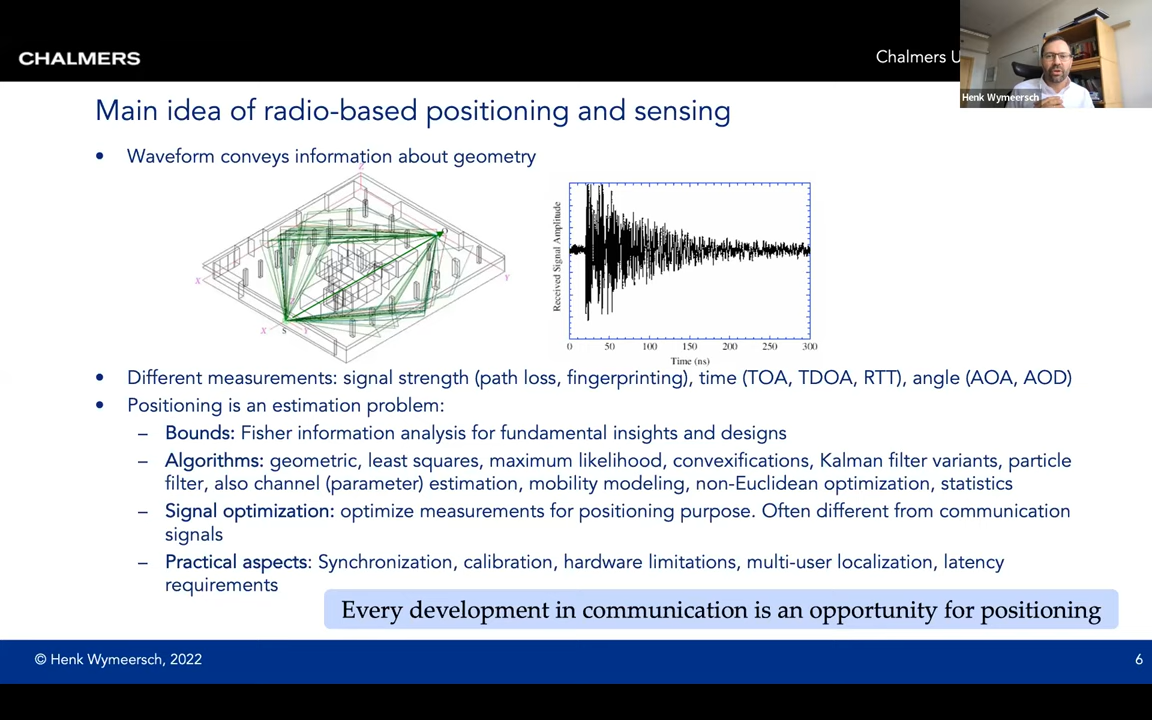 CHALMERS
Chalmers U
Henk Wymeersch
Main idea of radio-based positioning and sensing
• Waveform conveys information about geometry
Z
X
Y
X
S
Y
Received Signal Amplitude
0 50 100 150 200 250 300
Time (ns)
• Different measurements: signal strength (path loss, fingerprinting), time (TOA, TDOA, RTT), angle (AOA, AOD)
• Positioning is an estimation problem:
– Bounds: Fisher information analysis for fundamental insights and designs
– Algorithms: geometric, least squares, maximum likelihood, convexifications, Kalman filter variants, particle
filter, also channel (parameter) estimation, mobility modeling, non-Euclidean optimization, statistics
– Signal optimization: optimize measurements for positioning purpose. Often different from communication
signals
– Practical aspects: Synchronization, calibration, hardware limitations, multi-user localization, latency
requirements
Every development in communication is an opportunity for positioning
© Henk Wymeersch, 2022
6